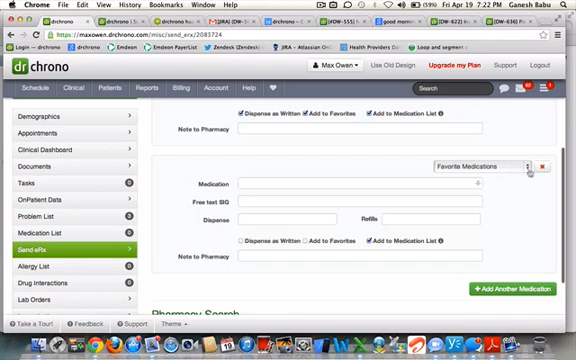 Chrome File Edit View History Bookmarks Window Help (59%) Fri Apr 19 7:22 PM Ganesh Babu
drchrono
https://maxowen.drchrono.com/misc/send_erx/2083724
Emdeon Emdeon PayerList Zendesk JIRA Health Providers Loop and segment
drchrono Max Owen Use Old Design Upgrade my Plan Support Logout
Schedule Clinical Patients Reports Billing Account Help Search
Demographics
Appointments
Clinical Dashboard
Documents
Tasks 0
OnPatient Data
Problem List 3
Medication List 0
Send eRx
Allergy List 0
Drug Interactions
Lab Orders
Dispense as Written Add to Favorites Add to Medication List
Note to Pharmacy
Favorite Medications
Medication
Free text SIG
Dispense Refills
Dispense as Written Add to Favorites Add to Medication List
Note to Pharmacy
+ Add Another Medication
Pharmacy Search
Take a Tour! Feedback Support Theme